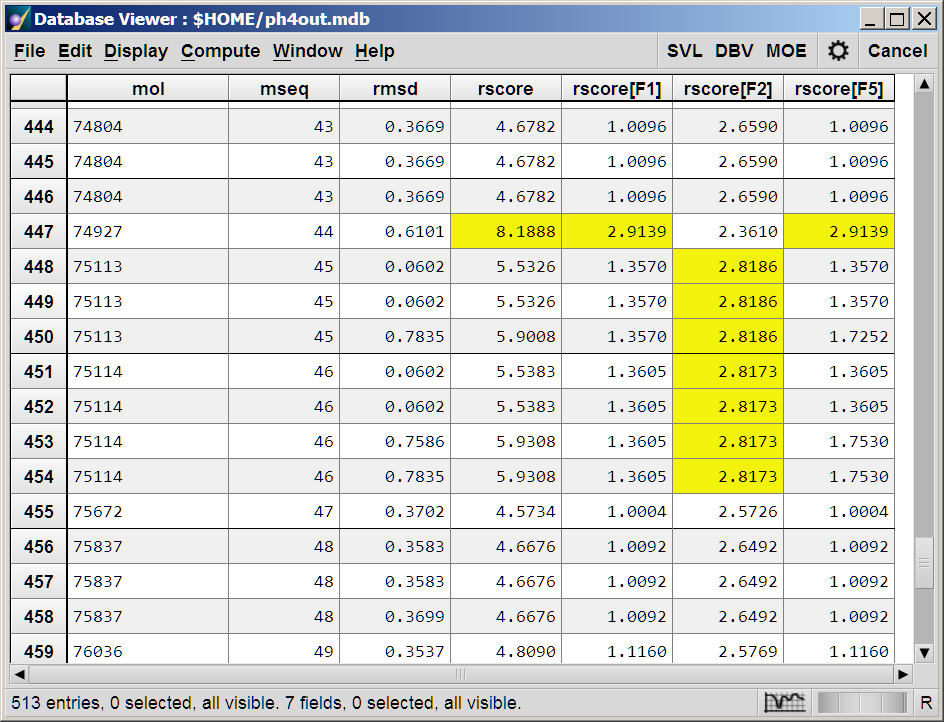 Database Viewer : $HOME/ph4out.mdb
File Edit Display Compute Window Help SVL DBV MOE Cancel
mol mseq rmsd rscore rscore[F1] rscore[F2] rscore[F5]
444 74804 43 0.3669 4.6782 1.0096 2.6590 1.0096
445 74804 43 0.3669 4.6782 1.0096 2.6590 1.0096
446 74804 43 0.3669 4.6782 1.0096 2.6590 1.0096
447 74927 44 0.6101 8.1888 2.9139 2.3610 2.9139
448 75113 45 0.0602 5.5326 1.3570 2.8186 1.3570
449 75113 45 0.0602 5.5326 1.3570 2.8186 1.3570
450 75113 45 0.7835 5.9008 1.3570 2.8186 1.7252
451 75114 46 0.0602 5.5383 1.3605 2.8173 1.3605
452 75114 46 0.0602 5.5383 1.3605 2.8173 1.3605
453 75114 46 0.7586 5.9308 1.3605 2.8173 1.7530
454 75114 46 0.7835 5.9308 1.3605 2.8173 1.7530
455 75672 47 0.3702 4.5734 1.0004 2.5726 1.0004
456 75837 48 0.3583 4.6676 1.0092 2.6492 1.0092
457 75837 48 0.3583 4.6676 1.0092 2.6492 1.0092
458 75837 48 0.3699 4.6676 1.0092 2.6492 1.0092
459 76036 49 0.3537 4.8090 1.1160 2.5769 1.1160
513 entries, 0 selected, all visible. 7 fields, 0 selected, all visible. R